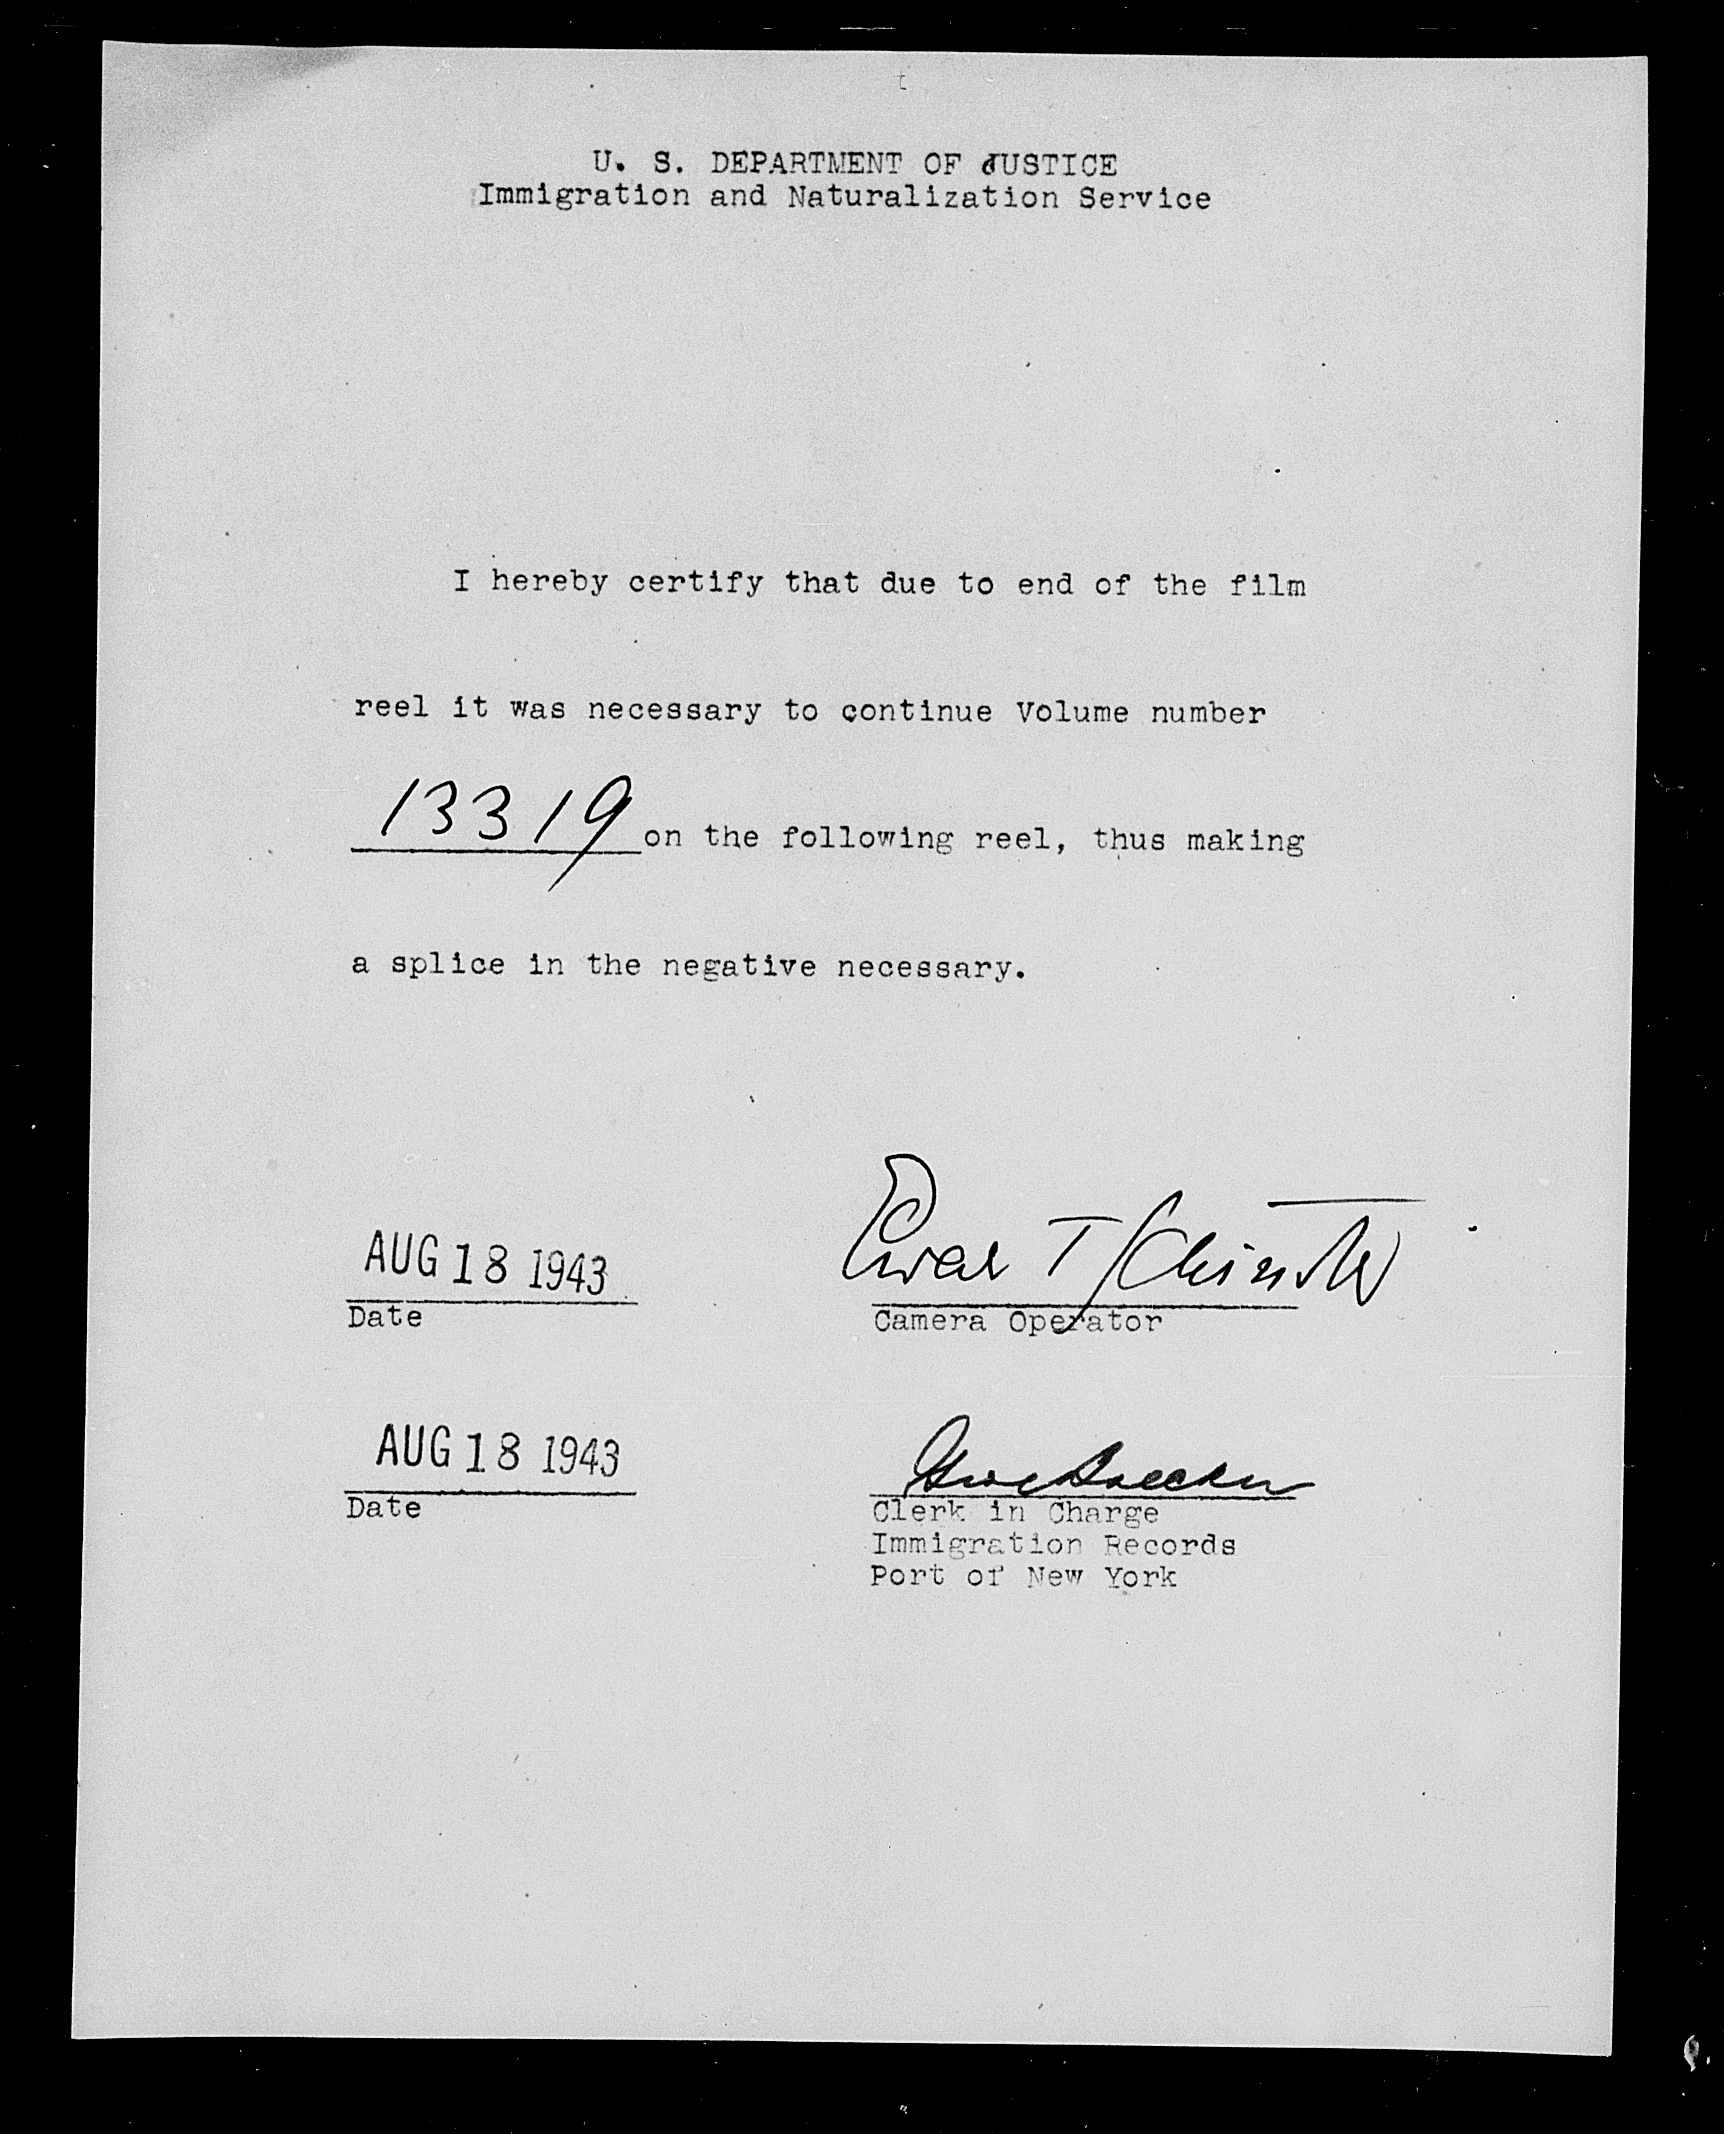 U. S. DEPARTMENT OF JUSTICE
Immigration and Naturalization Service
I hereby certify that due to end of the film
reel it was necessary to continue Volume number
13319 on the following reel, thus making
a splice in the negative necessary.
AUG 18 1943
Date
Camera Operator
AUG 18 1943
Date
Clerk in Charge
Immigration Records
Port of New York